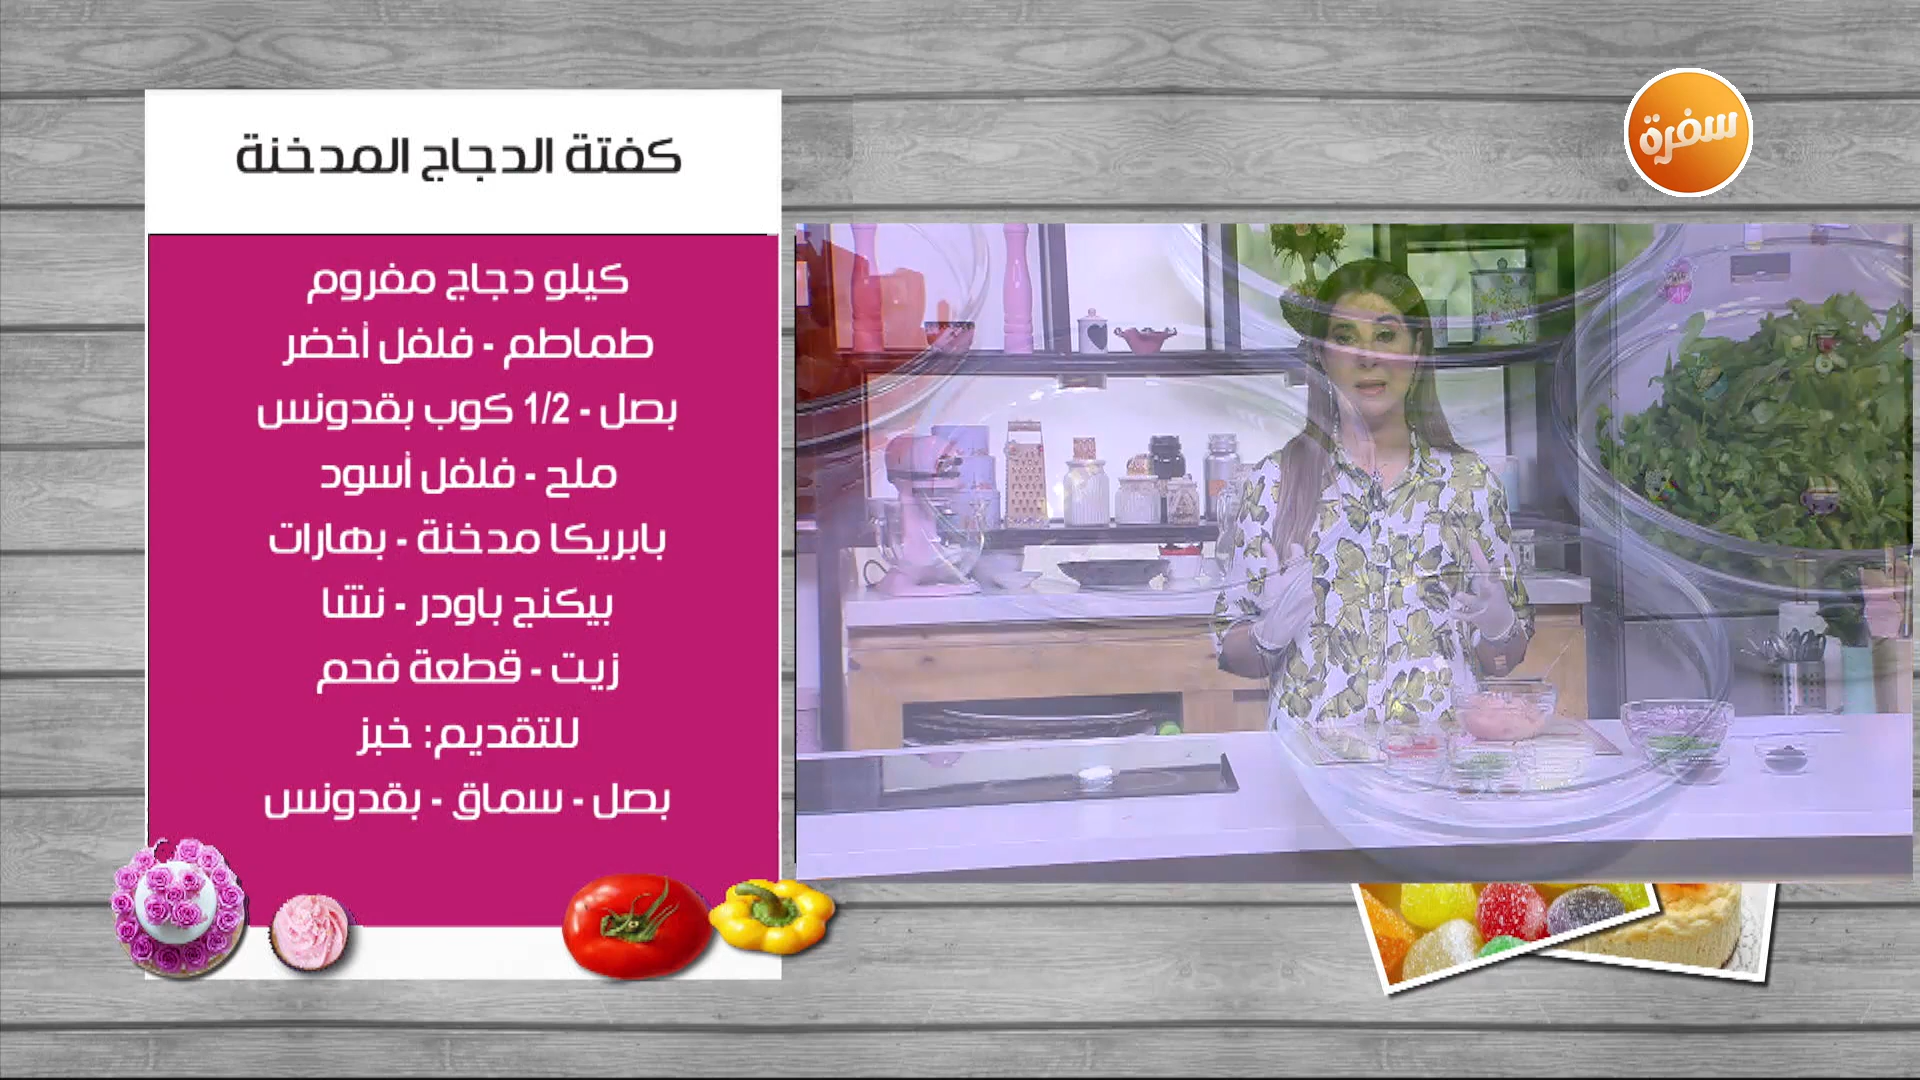 سفرة
كفتة الدجاج المدخنة
كيلو دجاج مفروم
طماطم - فلفل أخضر
بصل - 1/2 كوب بقدونس
ملح - فلفل أسود
بابريكا مدخنة - بهارات
بيكنج باودر - نشا
زيت - قطعة فحم
للتقديم: خبز
بصل - سماق - بقدونس